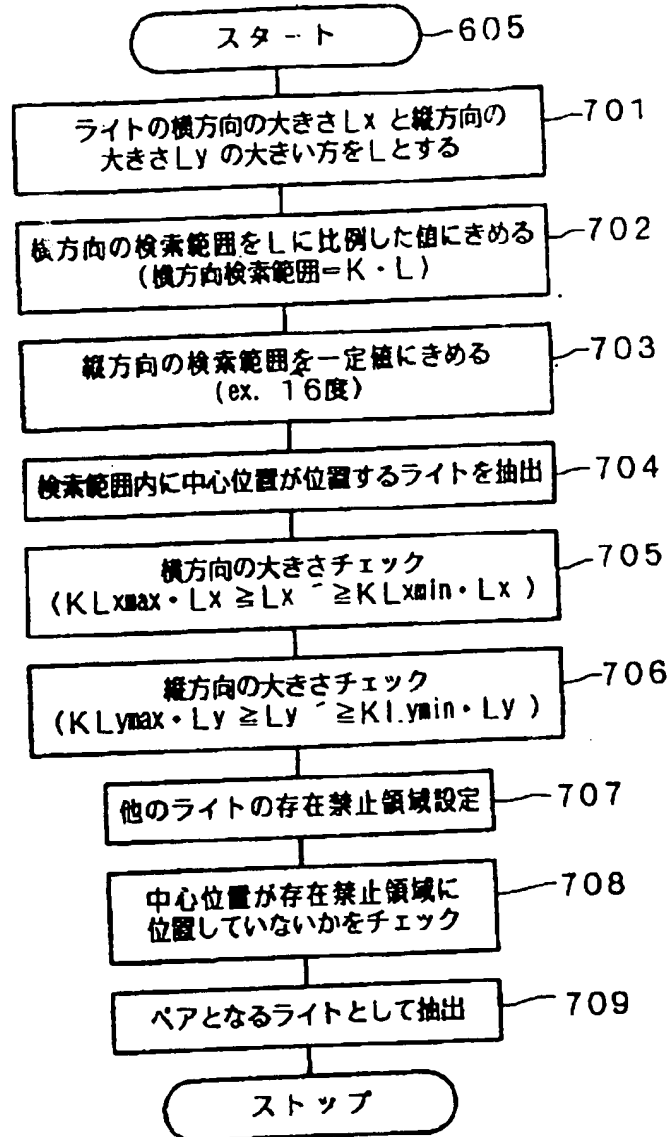 スタート
605
ライトの横方向の大きさLx と縦方向の
大きさLy の大きい方をLとする
701
横方向の検索範囲をLに比例した値にきめる
(横方向検索範囲=K・L)
702
縦方向の検索範囲を一定値にきめる
(ex. 16度)
703
検索範囲内に中心位置が位置するライトを抽出
704
横方向の大きさチェック
(KLxmax・Lx ≧Lx ´≧KLxmin・Lx )
705
縦方向の大きさチェック
(KLymax・Ly ≧Ly ´≧KLymin・Ly )
706
他のライトの存在禁止領域設定
707
中心位置が存在禁止領域に
位置していないかをチェック
708
ペアとなるライトとして抽出
709
ストップ